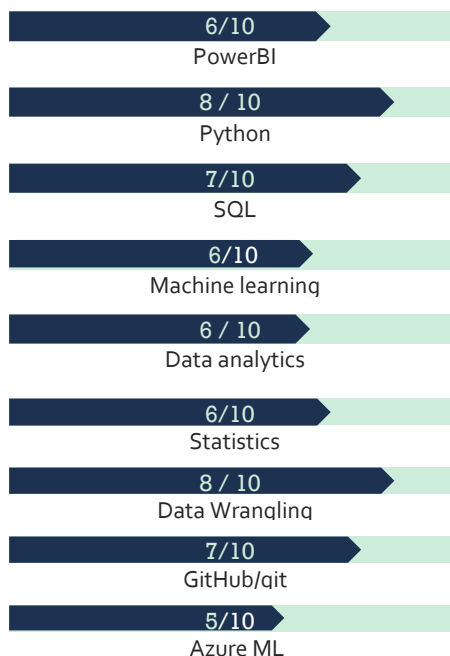 6/10
PowerBI
8 / 10
Python
7/10
SQL
6/10
Machine learning
6 / 10
Data analytics
6/10
Statistics
8 / 10
Data Wrangling
7/10
GitHub/git
5/10
Azure ML